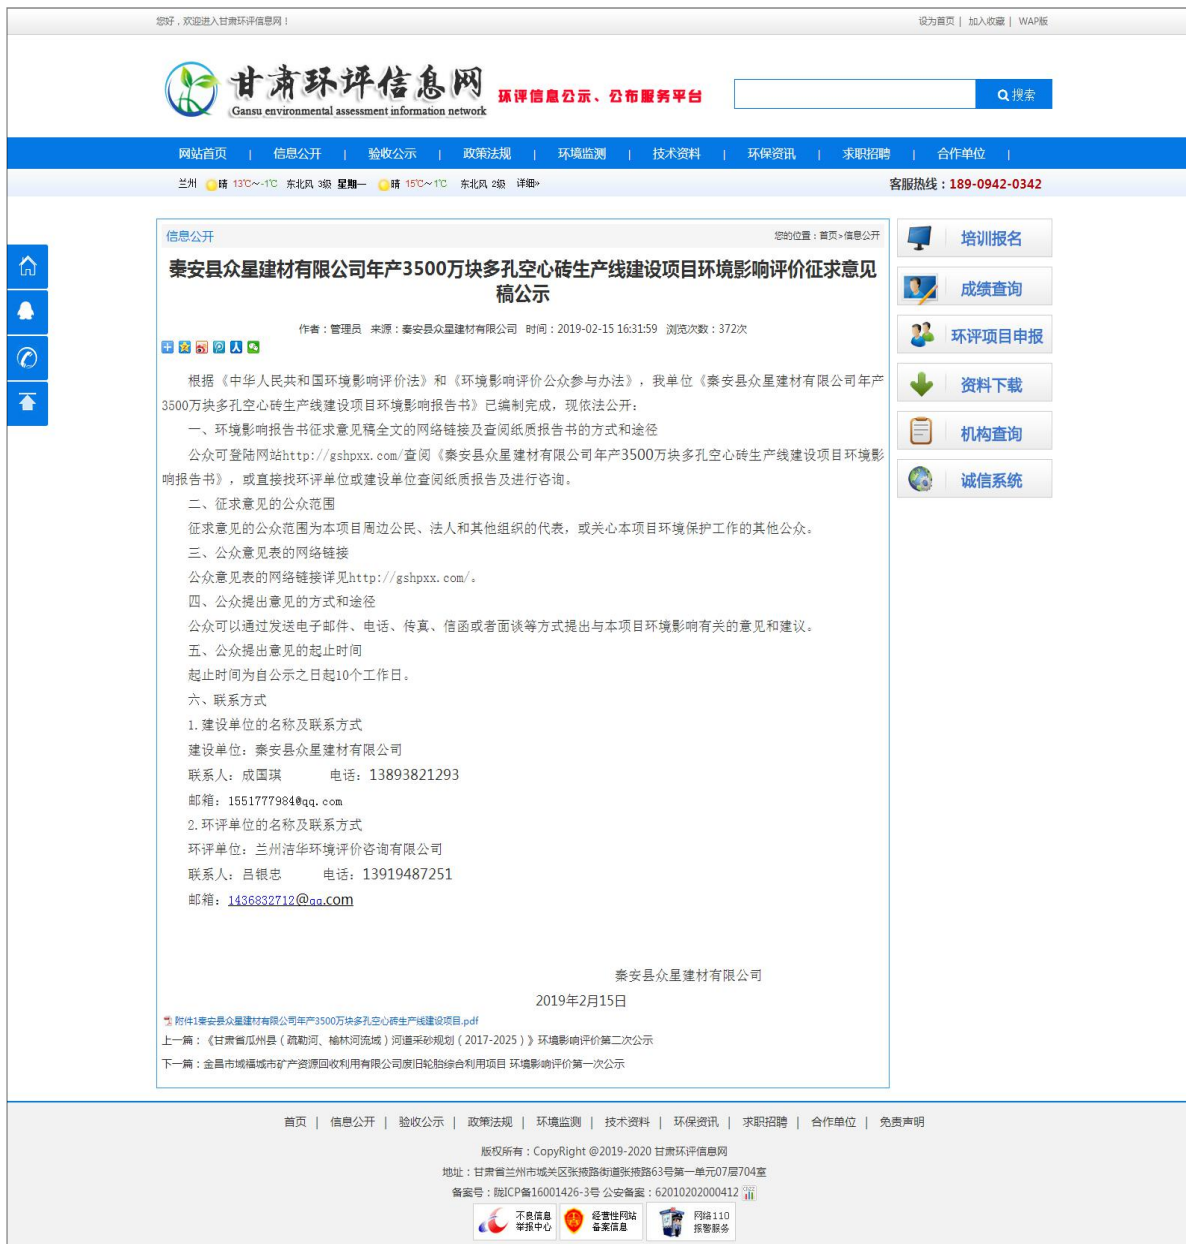 您好，欢迎进入甘肃环评信息网！
设为首页 | 加入收藏 | WAP版
甘肃环评信息网
Gansu environmental assessment information network
环评信息公示、公布服务平台
搜索
网站首页 | 信息公开 | 验收公示 | 政策法规 | 环境监测 | 技术资料 | 环保资讯 | 求职招聘 | 合作单位 |
兰州 晴 13℃~-1℃ 东北风 3级 星期一 晴 15℃~1℃ 东北风 2级 详细»
客服热线：189-0942-0342
信息公开
您的位置：首页>信息公开
秦安县众星建材有限公司年产3500万块多孔空心砖生产线建设项目环境影响评价征求意见
稿公示
作者：管理员 来源：秦安县众星建材有限公司 时间：2019-02-15 16:31:59 浏览次数：372次
根据《中华人民共和国环境影响评价法》和《环境影响评价公众参与办法》，我单位《秦安县众星建材有限公司年产
3500万块多孔空心砖生产线建设项目环境影响报告书》已编制完成，现依法公开：
一、环境影响报告书征求意见稿全文的网络链接及查阅纸质报告书的方式和途径
公众可登陆网站http://gshpxx.com/查阅《秦安县众星建材有限公司年产3500万块多孔空心砖生产线建设项目环境影
响报告书》，或直接找环评单位或建设单位查阅纸质报告及进行咨询。
二、征求意见的公众范围
征求意见的公众范围为本项目周边公民、法人和其他组织的代表，或关心本项目环境保护工作的其他公众。
三、公众意见表的网络链接
公众意见表的网络链接详见http://gshpxx.com/。
四、公众提出意见的方式和途径
公众可以通过发送电子邮件、电话、传真、信函或者面谈等方式提出与本项目环境影响有关的意见和建议。
五、公众提出意见的起止时间
起止时间为自公示之日起10个工作日。
六、联系方式
1.建设单位的名称及联系方式
建设单位：秦安县众星建材有限公司
联系人：成国琪 电话：13893821293
邮箱：1551777984@qq.com
2.环评单位的名称及联系方式
环评单位：兰州洁华环境评价咨询有限公司
联系人：吕银忠 电话：13919487251
邮箱：1436832712@qq.com
秦安县众星建材有限公司
2019年2月15日
附件1秦安县众星建材有限公司年产3500万块多孔空心砖生产线建设项目.pdf
上一篇：《甘肃省瓜州县（疏勒河、榆林河流域）河道采砂规划（2017-2025）》环境影响评价第二次公示
下一篇：金昌市域福城市矿产资源回收利用有限公司废旧轮胎综合利用项目 环境影响评价第一次公示
培训报名
成绩查询
环评项目申报
资料下载
机构查询
诚信系统
首页 | 信息公开 | 验收公示 | 政策法规 | 环境监测 | 技术资料 | 环保资讯 | 求职招聘 | 合作单位 | 免责声明
版权所有：CopyRight @2019-2020 甘肃环评信息网
地址：甘肃省兰州市城关区张掖路街道张掖路63号第一单元07层704室
备案号：陇ICP备16001426-3号 公安备案：62010202000412
不良信息
举报中心
经营性网站
备案信息
网络110
报警服务